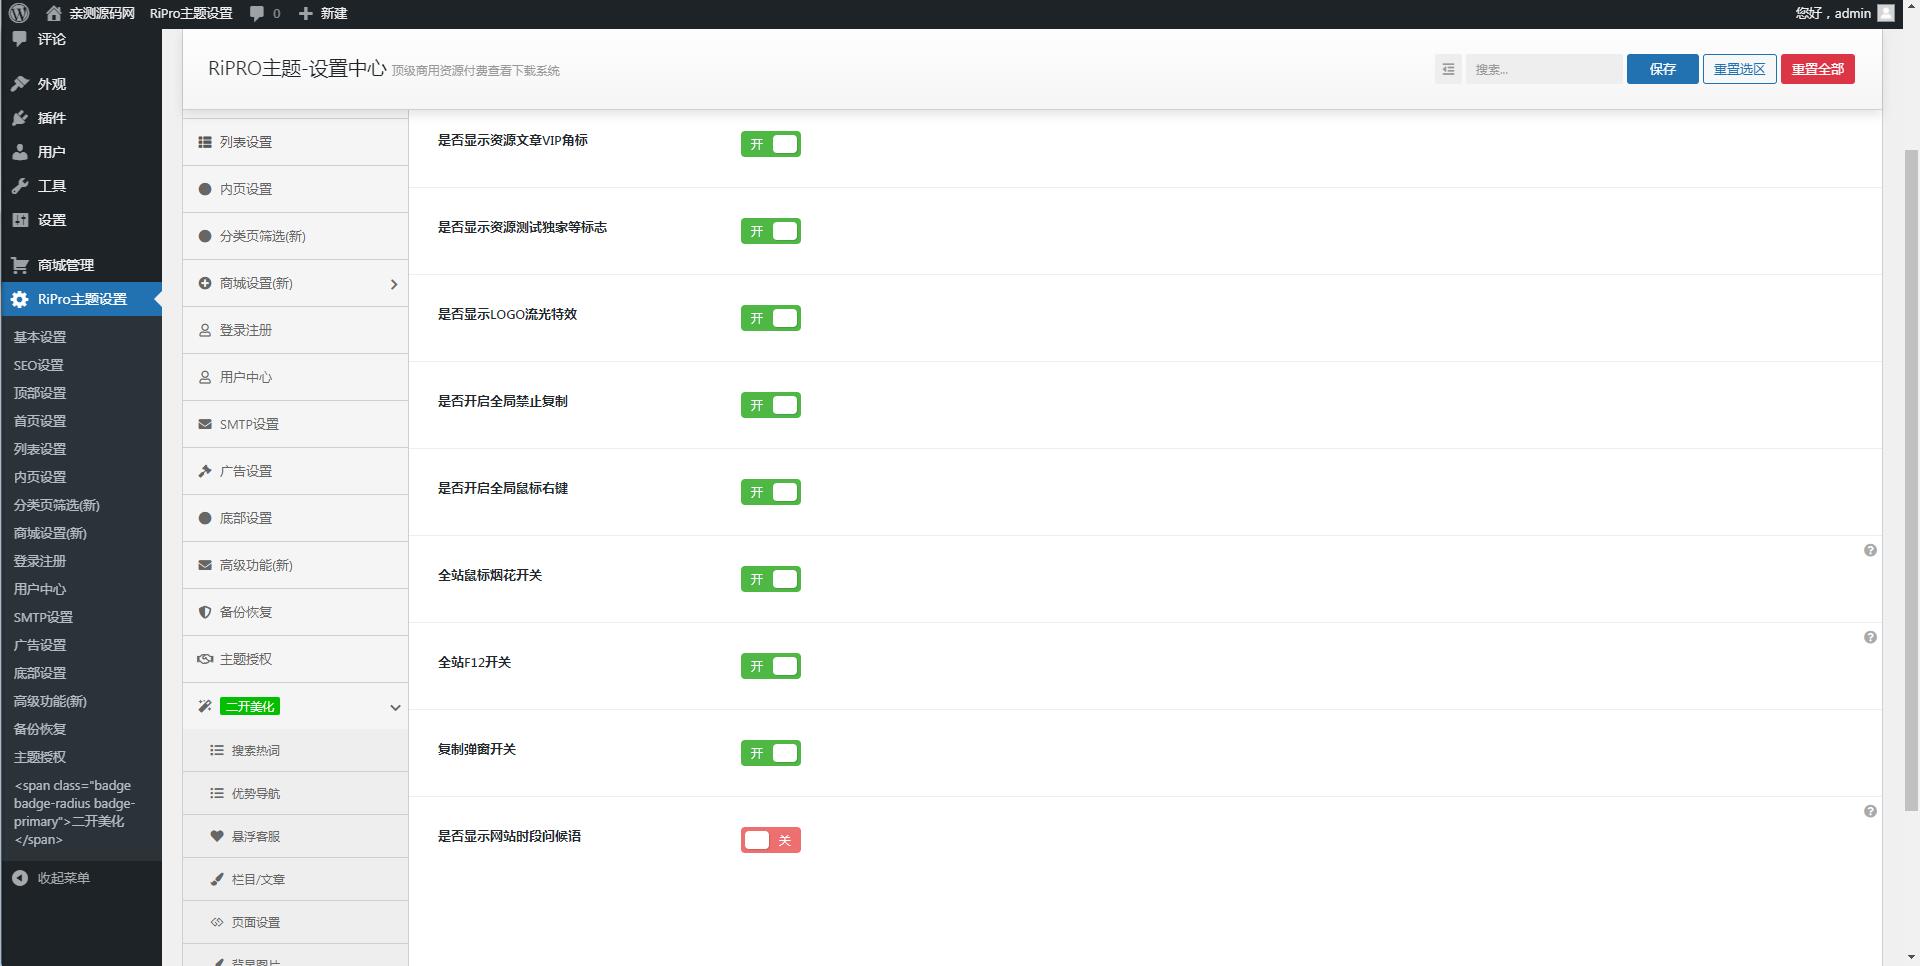 亲测源码网
RiPro主题设置
0
新建
您好，admin
评论
外观
插件
用户
工具
设置
商城管理
RiPro主题设置
基本设置
SEO设置
顶部设置
首页设置
列表设置
内页设置
分类页筛选(新)
商城设置(新)
登录注册
用户中心
SMTP设置
广告设置
底部设置
高级功能(新)
备份恢复
主题授权
<span class="badge
badge-radius badge-
primary">二开美化
</span>
收起菜单
RiPRO主题-设置中心 顶级商用资源付费查看下载系统
搜索...
保存
重置选区
重置全部
列表设置
内页设置
分类页筛选(新)
商城设置(新)
登录注册
用户中心
SMTP设置
广告设置
底部设置
高级功能(新)
备份恢复
主题授权
二开美化
搜索热词
优势导航
悬浮客服
栏目/文章
页面设置
背景图片
是否显示资源文章VIP角标
开
是否显示资源测试独家等标志
开
是否显示LOGO流光特效
开
是否开启全局禁止复制
开
是否开启全局鼠标右键
开
全站鼠标烟花开关
开
全站F12开关
开
复制弹窗开关
开
是否显示网站时段问候语
关